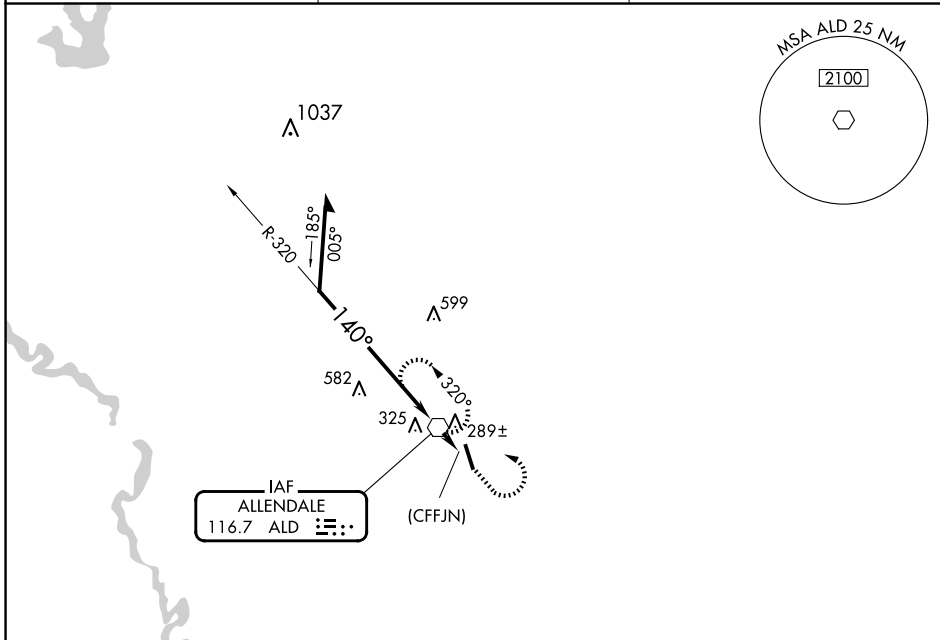 MSA ALD 25 NM
2100
1037
R-320
185°
005°
140°
599
582
320°
325
289±
IAF
ALLENDALE
116.7 ALD
(CFFJN)